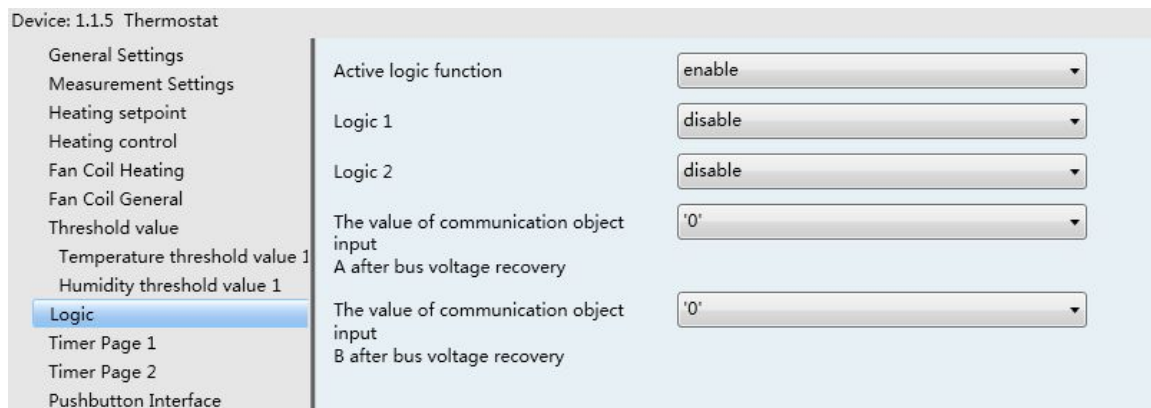 Device: 1.1.5 Thermostat
General Settings
Measurement Settings
Heating setpoint
Heating control
Fan Coil Heating
Fan Coil General
Threshold value
Temperature threshold value 1
Humidity threshold value 1
Logic
Timer Page 1
Timer Page 2
Pushbutton Interface
Active logic function
enable
Logic 1
disable
Logic 2
disable
The value of communication object
input
A after bus voltage recovery
'0'
The value of communication object
input
B after bus voltage recovery
'0'